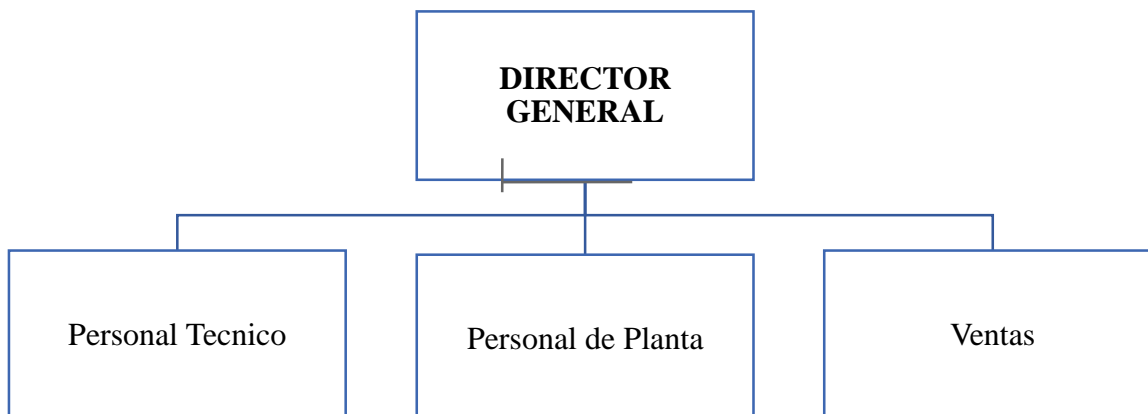 DIRECTOR
GENERAL
Personal Tecnico
Personal de Planta
Ventas